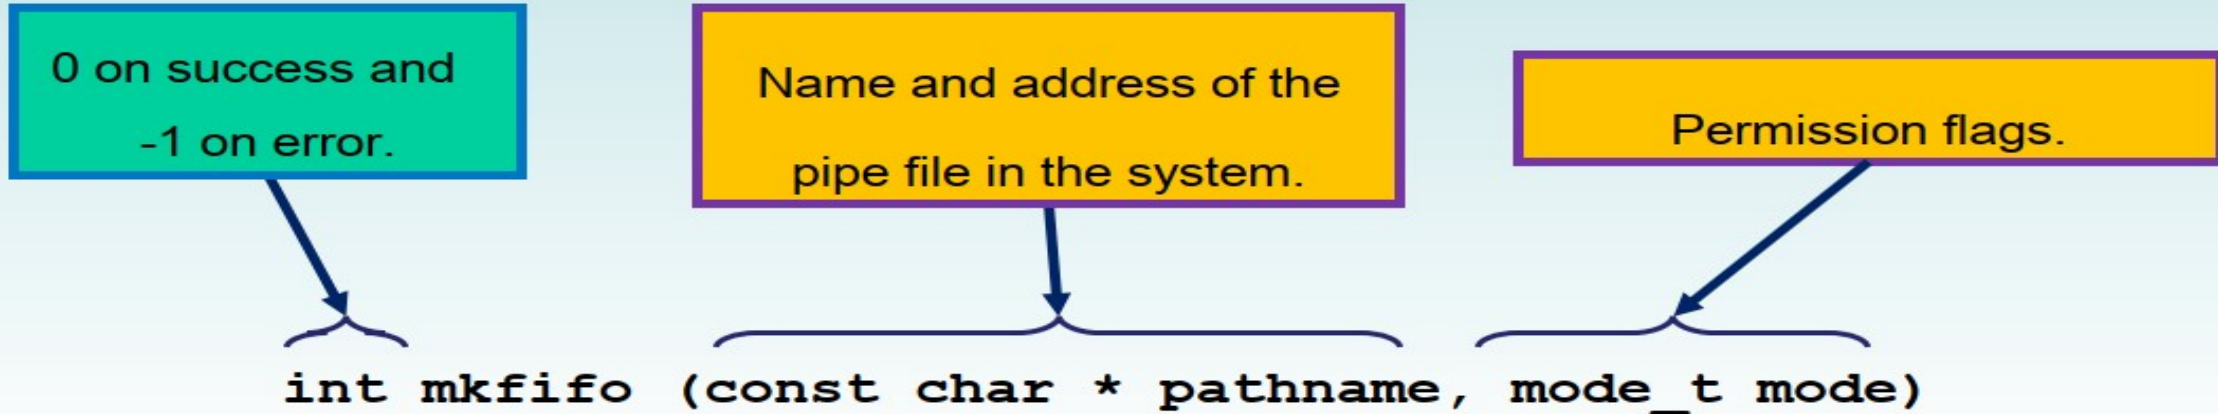 0 on success and
-1 on error.
Name and address of the
pipe file in the system.
Permission flags.
int mkfifo (const char * pathname, mode_t mode)